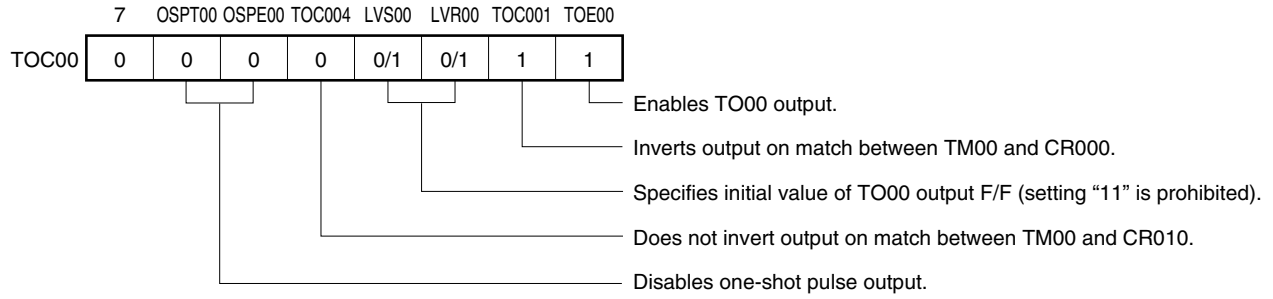 7 OSPT00 OSPE00 TOC004 LVS00 LVR00 TOC001 TOE00
TOC00 0 0 0 0 0/1 0/1 1 1
Enables TO00 output.
Inverts output on match between TM00 and CR000.
Specifies initial value of TO00 output F/F (setting “11” is prohibited).
Does not invert output on match between TM00 and CR010.
Disables one-shot pulse output.